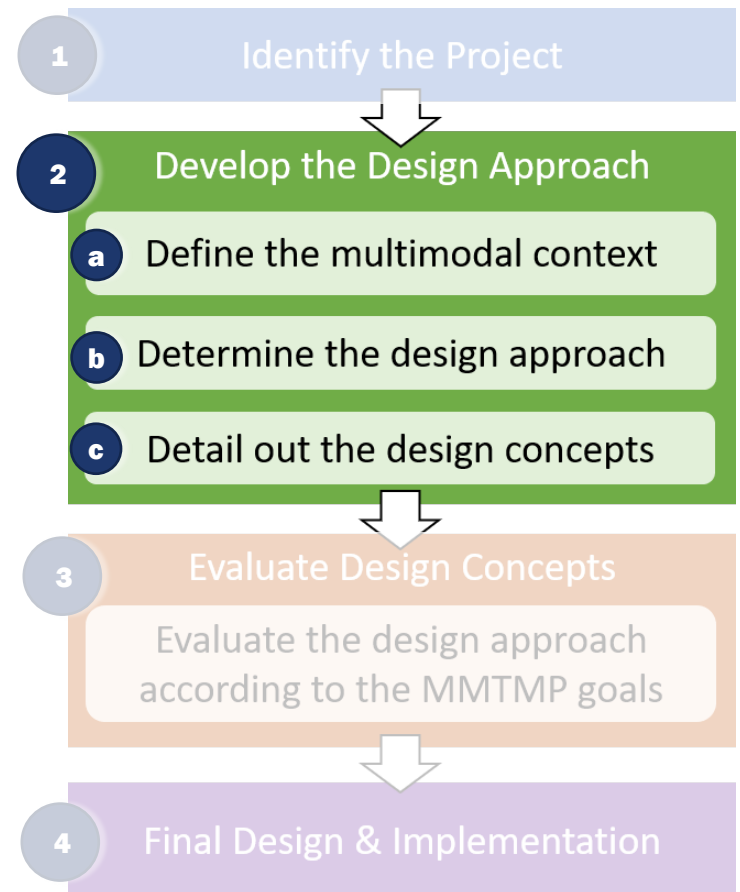 1
Identify the Project
2
Develop the Design Approach
a
Define the multimodal context
b
Determine the design approach
c
Detail out the design concepts
3
Evaluate Design Concepts
Evaluate the design approach
according to the MMTMP goals
4
Final Design & Implementation